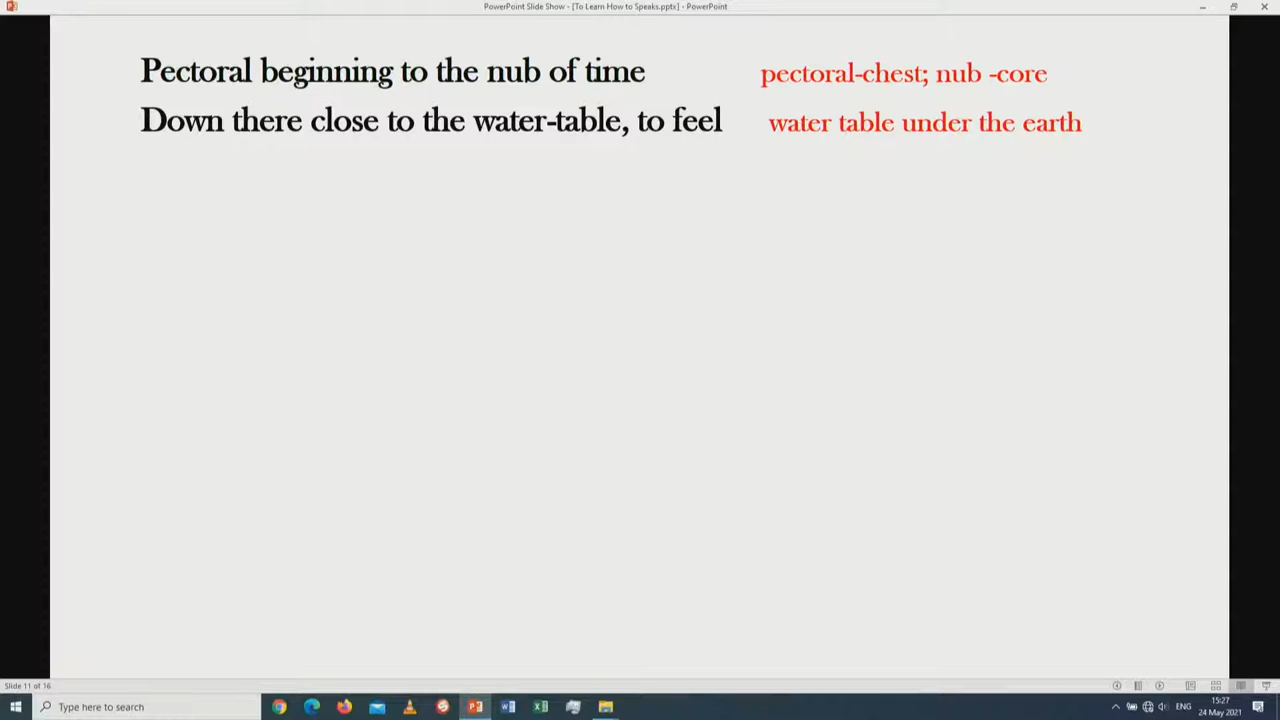 PowerPoint Slide Show - [To Learn How to Speaks.pptx] - PowerPoint
Pectoral beginning to the nub of time pectoral-chest; nub -core
Down there close to the water-table, to feel water table under the earth
Slide 11 of 16
Type here to search
ENG
15:27
24 May 2021